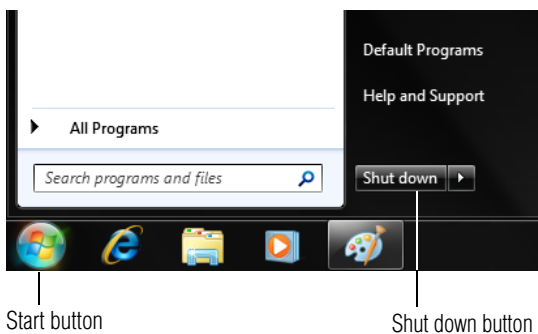 Default Programs
Help and Support
All Programs
Search programs and files
Shut down
Start button
Shut down button